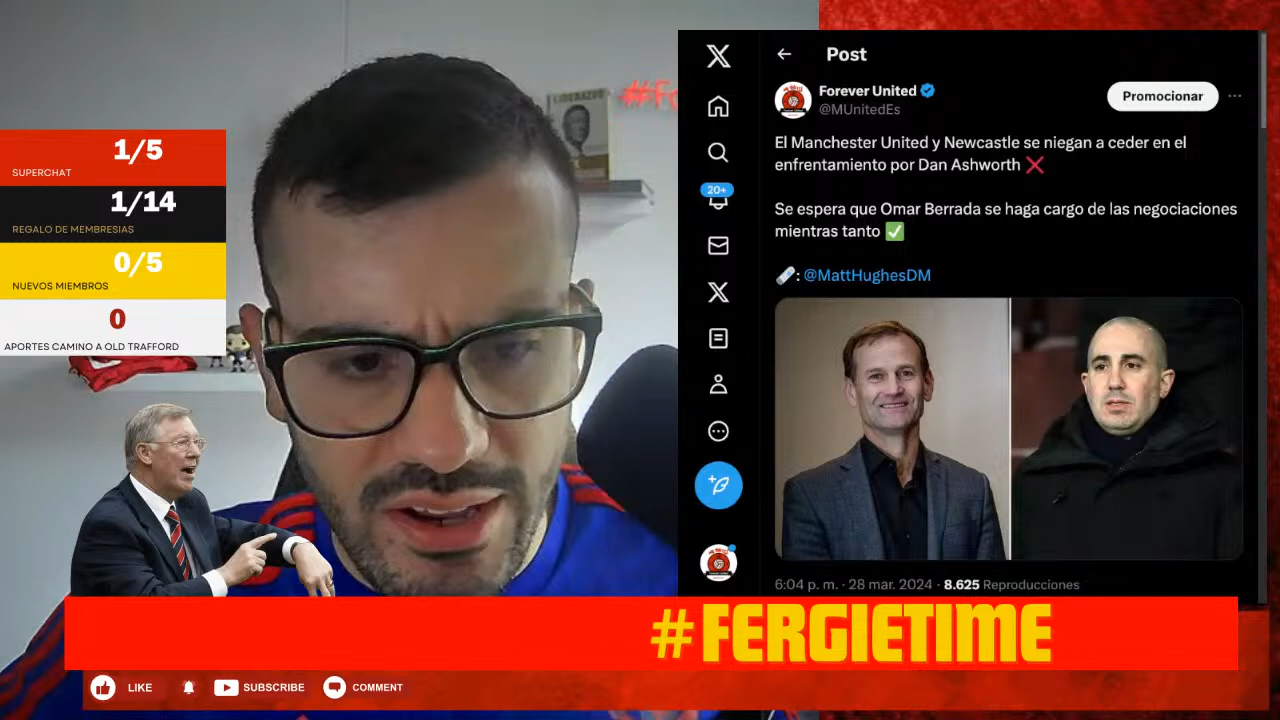 1/5
SUPERCHAT
1/14
REGALO DE MEMBRESIAS
0/5
NUEVOS MIEMBROS
0
APORTES CAMINO A OLD TRAFFORD
LIDERAZGO
#Fe
X
Post
Forever United
@MUnitedEs
Promocionar
El Manchester United y Newcastle se niegan a ceder en el
enfrentamiento por Dan Ashworth ❌
Se espera que Omar Berrada se haga cargo de las negociaciones
mientras tanto ✅
🗞️: @MattHughesDM
20+
6:04 p. m. · 28 mar. 2024 · 8.625 Reproducciones
#FERGIETIME
LIKE
SUBSCRIBE
COMMENT